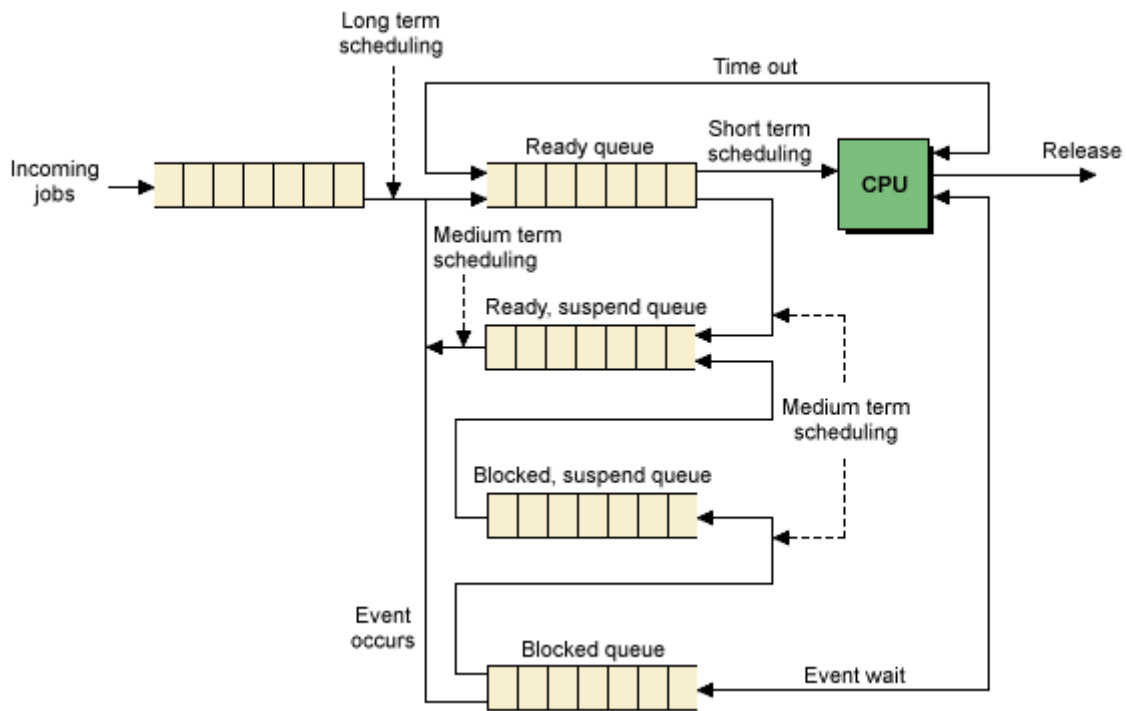 Long term
scheduling
Time out
Ready queue
Short term
scheduling
CPU
Release
Incoming
jobs
Medium term
scheduling
Ready, suspend queue
Medium term
scheduling
Blocked, suspend queue
Event
occurs
Blocked queue
Event wait